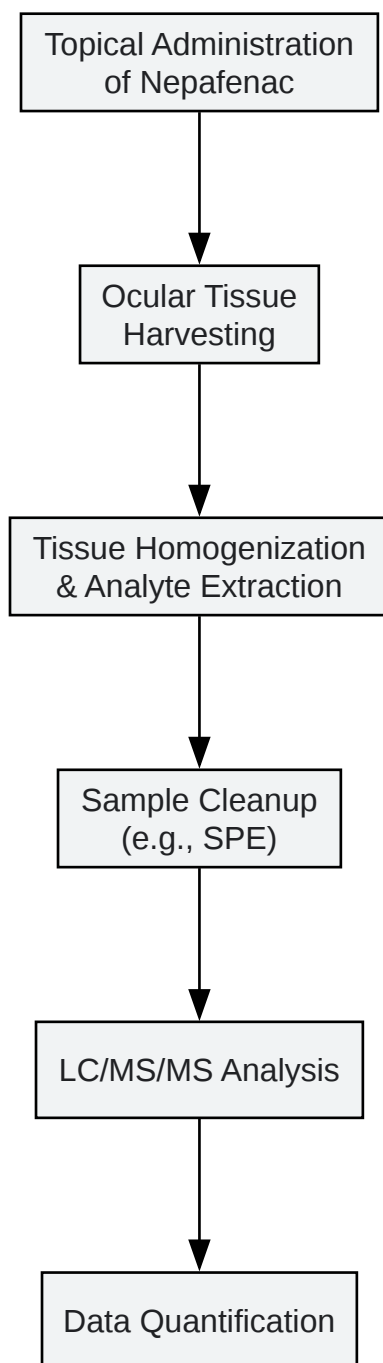 Topical Administration
of Nepafenac
Ocular Tissue
Harvesting
Tissue Homogenization
& Analyte Extraction
Sample Cleanup
(e.g., SPE)
LC/MS/MS Analysis
Data Quantification